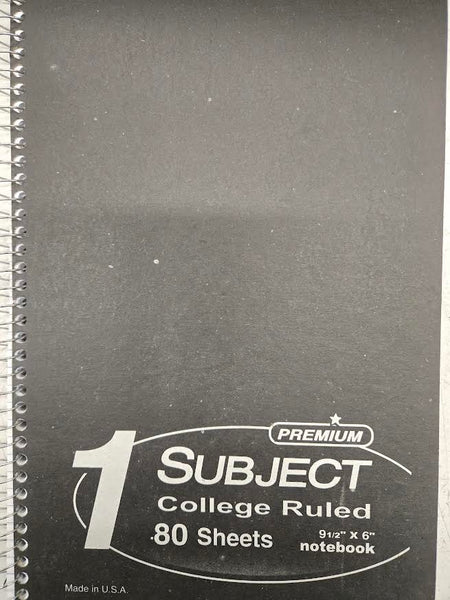 PREMIUM
1 SUBJECT
College Ruled
80 Sheets
9 1/2" X 6"
notebook
Made in U.S.A.